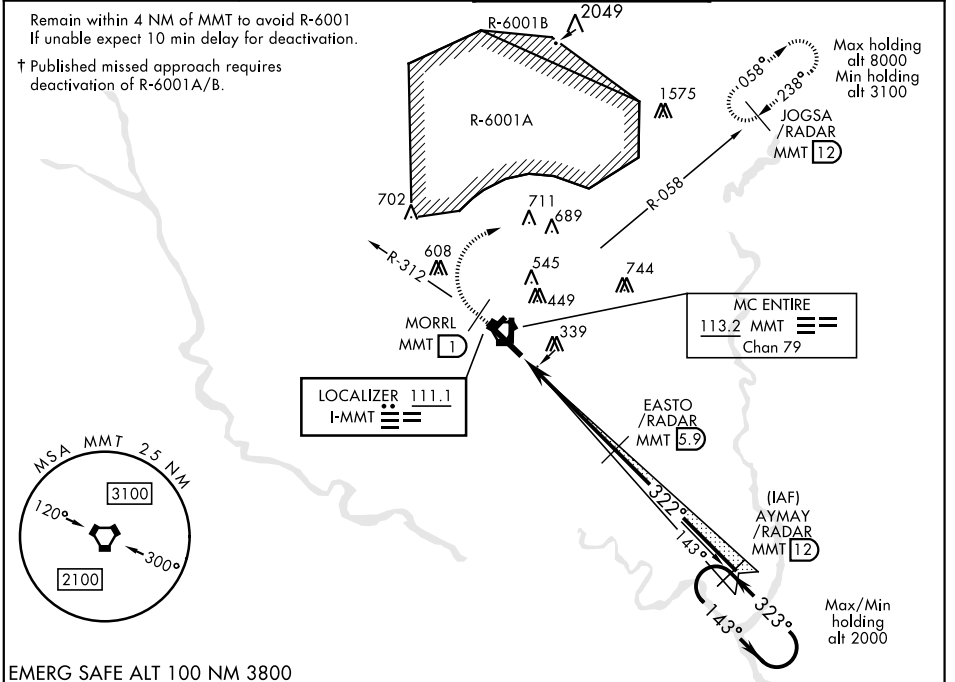 Remain within 4 NM of MMT to avoid R-6001
If unable expect 10 min delay for deactivation.
† Published missed approach requires
deactivation of R-6001A/B.
R-6001B
2049
R-6001A
1575
058°
238°
Max holding
alt 8000
Min holding
alt 3100
JOGSA
/RADAR
MMT 12
R-058
702
711
689
608
R-312
545
449
744
MORRL
MMT 1
339
MC ENTIRE
113.2 MMT
Chan 79
LOCALIZER 111.1
I-MMT
EASTO
/RADAR
MMT 5.9
322°
143°
(IAF)
AYMAY
/RADAR
MMT 12
323°
143°
Max/Min
holding
alt 2000
MSA MMT 25 NM
3100
120°
300°
2100
EMERG SAFE ALT 100 NM 3800